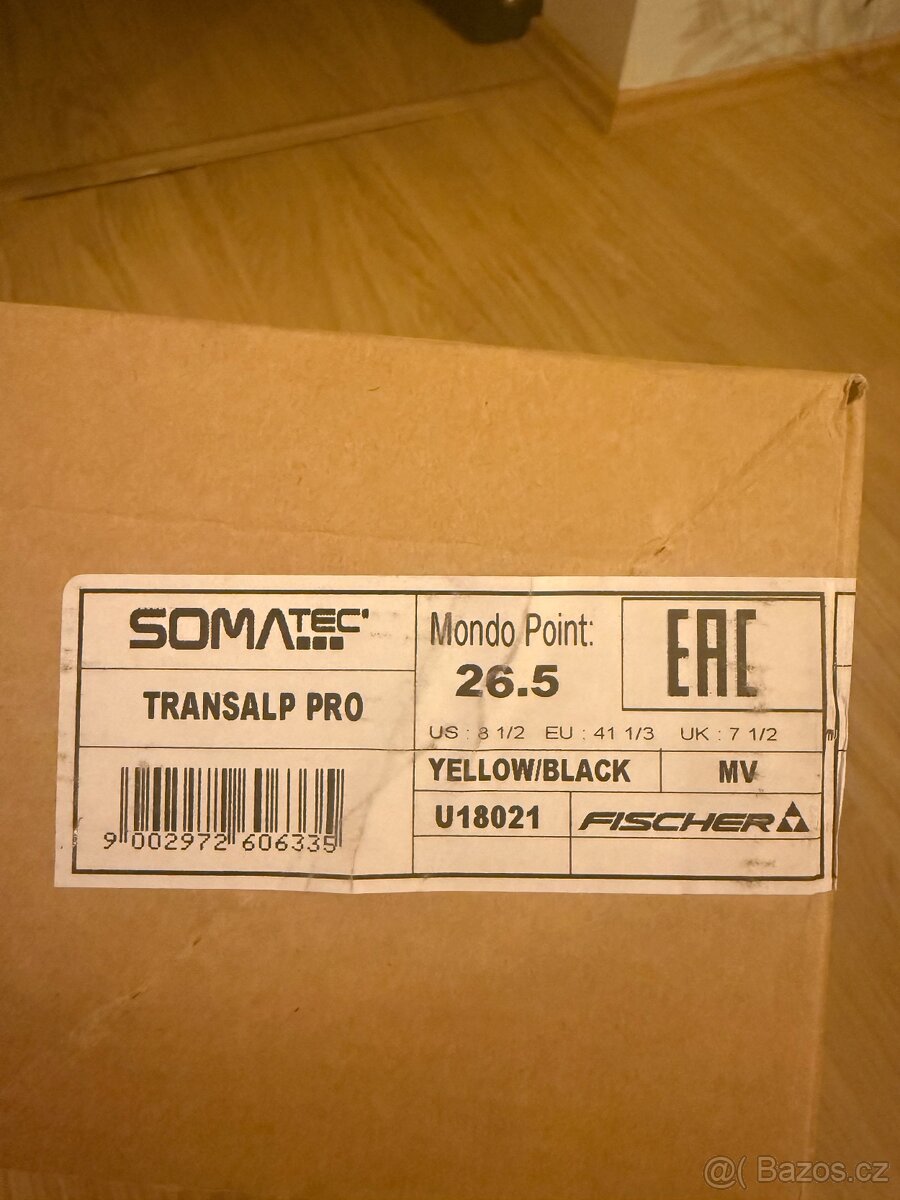 SOMATEC
TRANSALP PRO
9 002972 606335
Mondo Point:
26.5
EAC
US : 8 1/2 EU : 41 1/3 UK : 7 1/2
YELLOW/BLACK MV
U18021 FISCHER
@( Bazos.cz